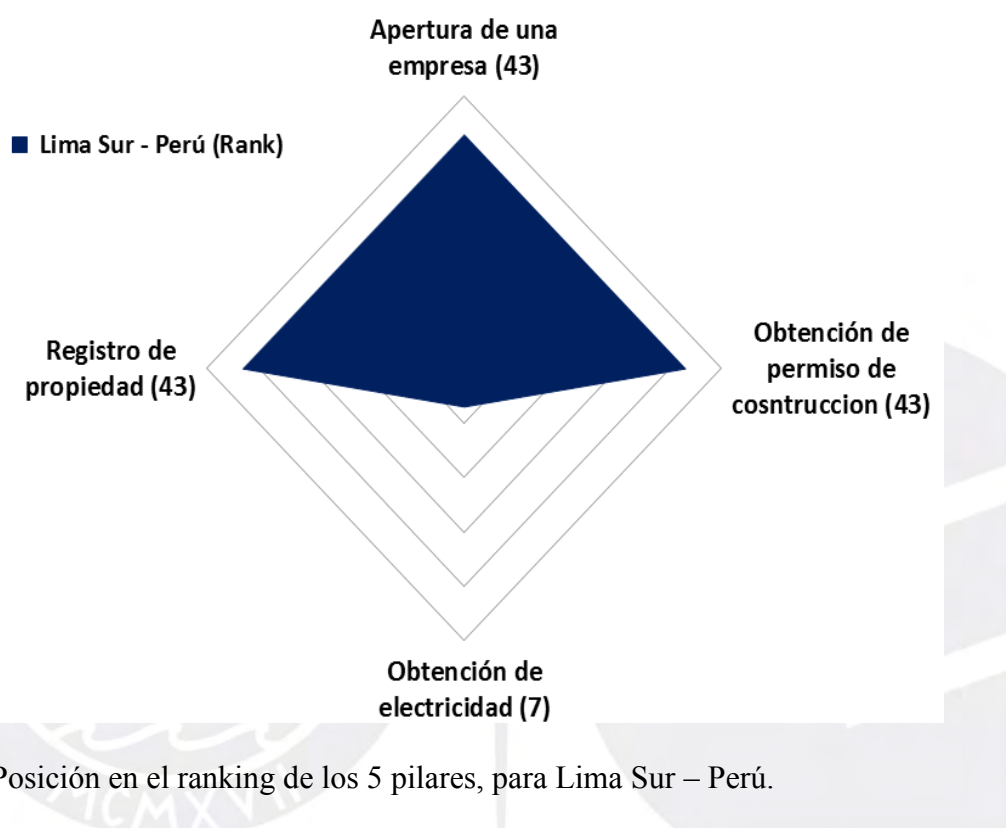 Apertura de una
empresa (43)
Lima Sur - Perú (Rank)
Obtención de
permiso de
cosntruccion (43)
Registro de
propiedad (43)
Obtención de
electricidad (7)
Posición en el ranking de los 5 pilares, para Lima Sur – Perú.
MCMXVII